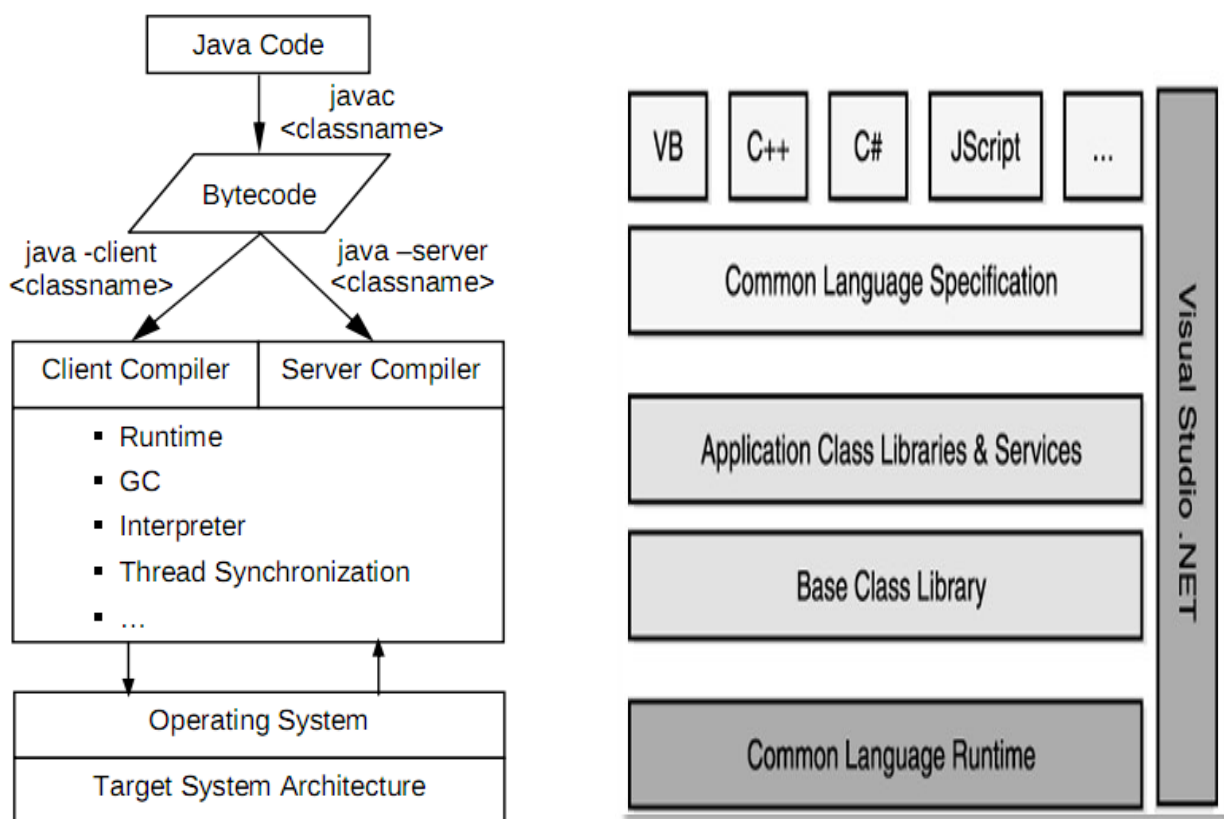 Java Code
javac
<classname>
Bytecode
java -client
<classname>
java –server
<classname>
Client Compiler
Server Compiler
▪ Runtime
▪ GC
▪ Interpreter
▪ Thread Synchronization
▪ ...
Operating System
Target System Architecture
VB
C++
C#
JScript
...
Common Language Specification
Application Class Libraries & Services
Base Class Library
Common Language Runtime
Visual Studio .NET